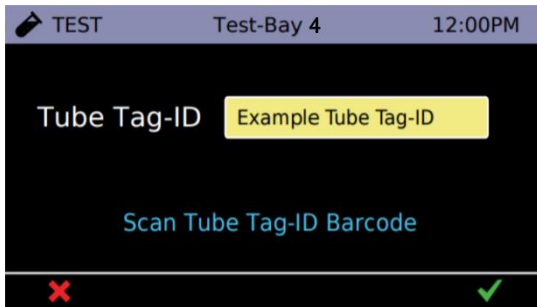 TEST Test-Bay 4 12:00PM
Tube Tag-ID Example Tube Tag-ID
Scan Tube Tag-ID Barcode